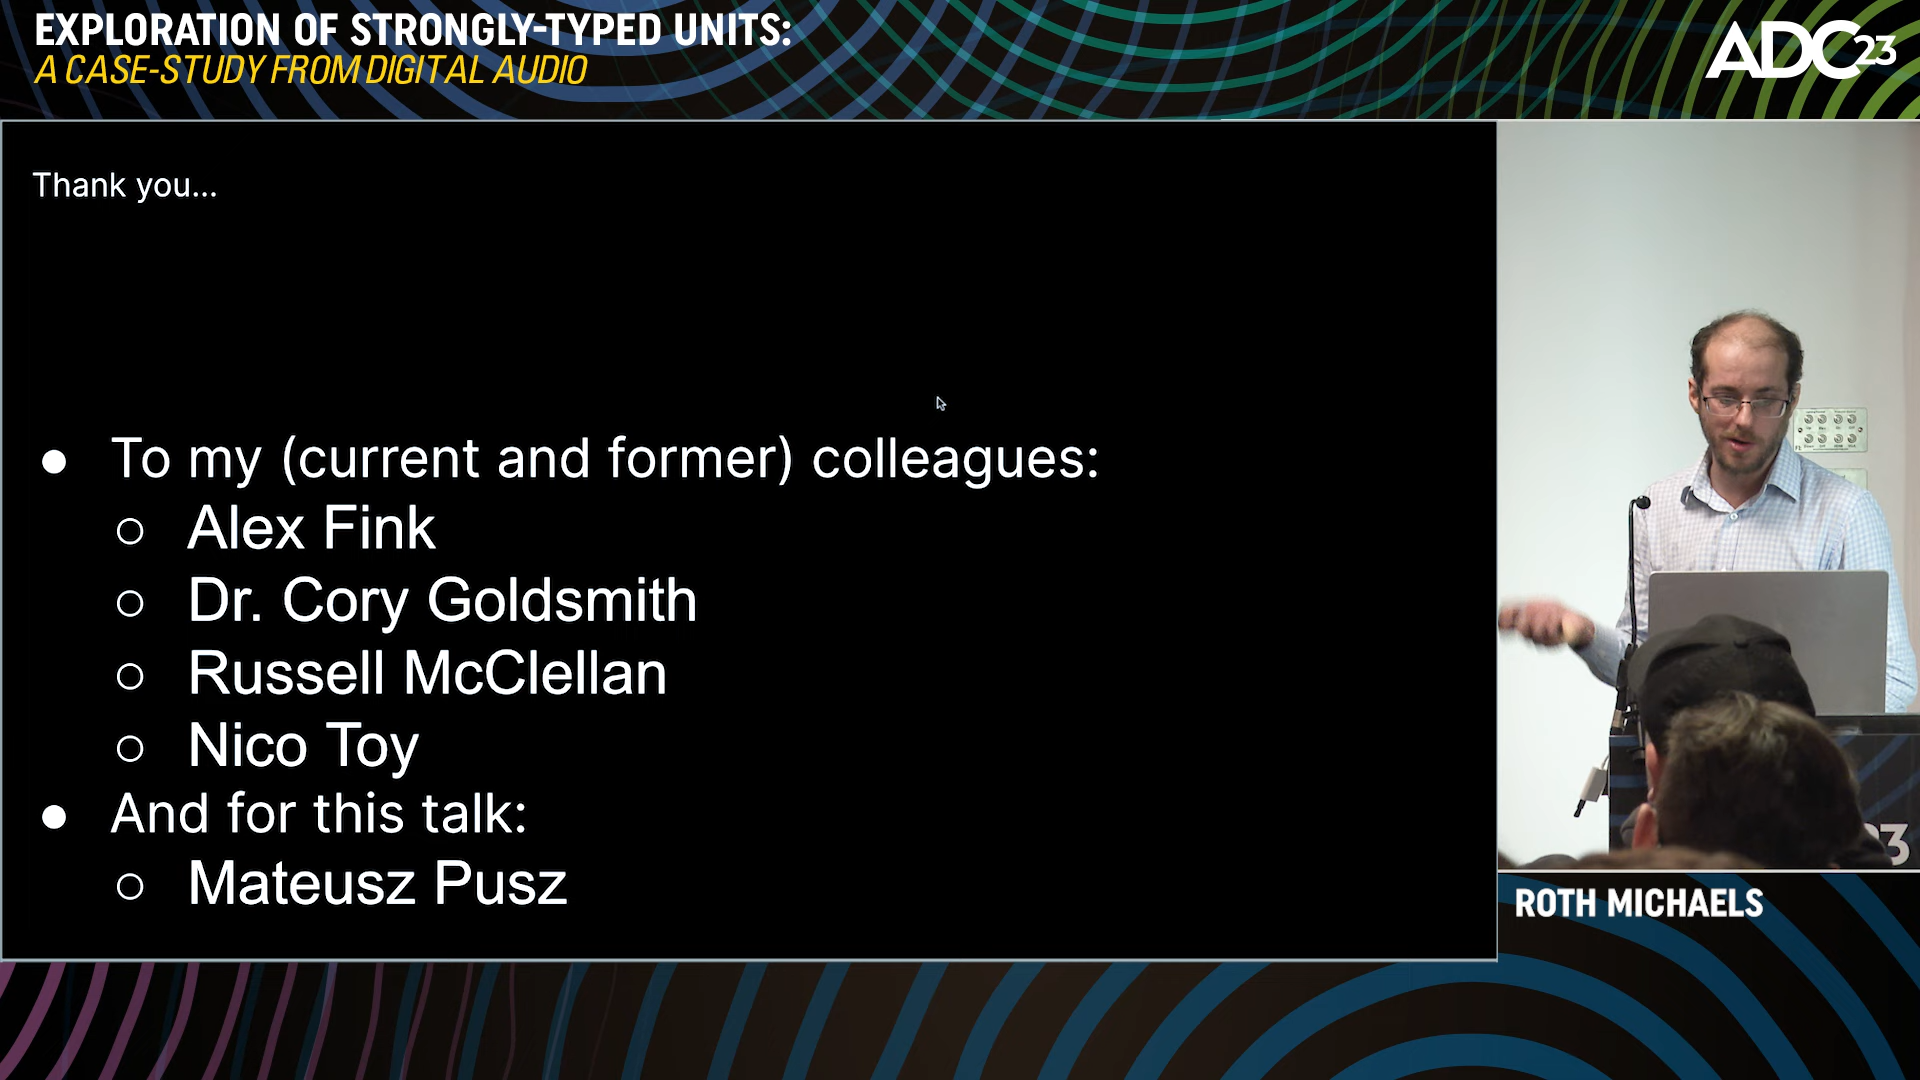 EXPLORATION OF STRONGLY-TYPED UNITS:
A CASE-STUDY FROM DIGITAL AUDIO
ADC23
Thank you...
● To my (current and former) colleagues:
○ Alex Fink
○ Dr. Cory Goldsmith
○ Russell McClellan
○ Nico Toy
● And for this talk:
○ Mateusz Pusz
3
ROTH MICHAELS